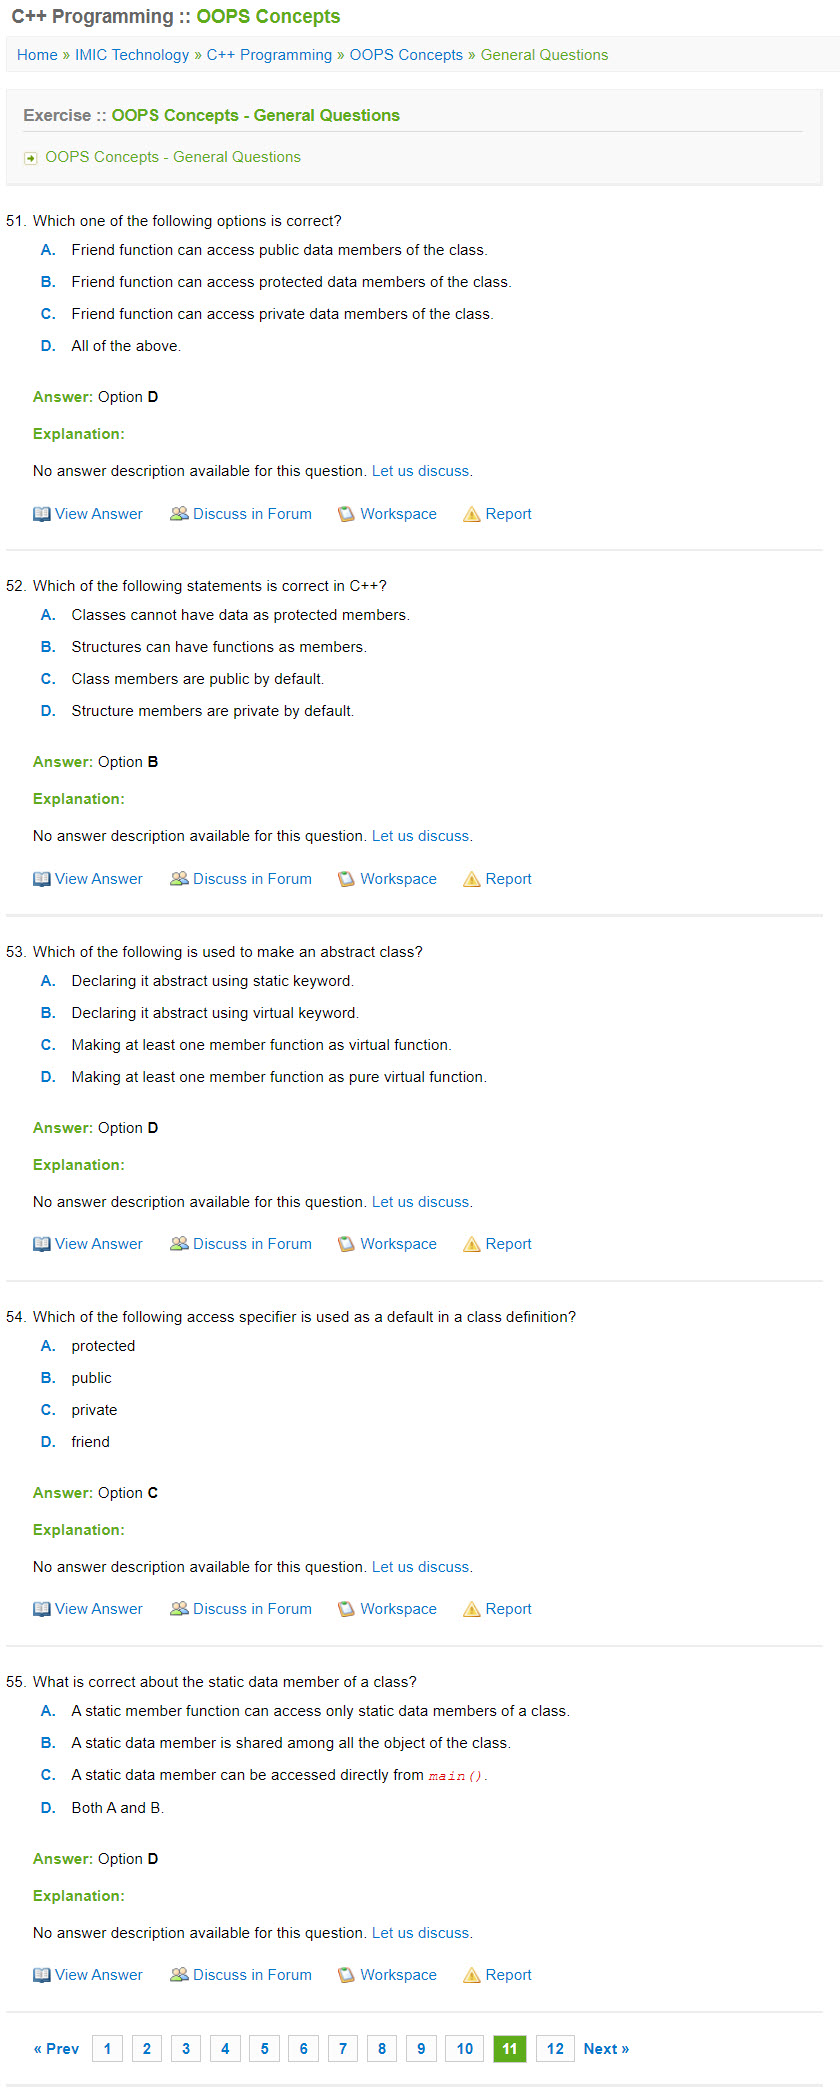 C++ Programming :: OOPS Concepts
Home » IMIC Technology » C++ Programming » OOPS Concepts » General Questions
Exercise :: OOPS Concepts - General Questions
OOPS Concepts - General Questions
51. Which one of the following options is correct?
A. Friend function can access public data members of the class.
B. Friend function can access protected data members of the class.
C. Friend function can access private data members of the class.
D. All of the above.
Answer: Option D
Explanation:
No answer description available for this question. Let us discuss.
View Answer Discuss in Forum Workspace Report
52. Which of the following statements is correct in C++?
A. Classes cannot have data as protected members.
B. Structures can have functions as members.
C. Class members are public by default.
D. Structure members are private by default.
Answer: Option B
Explanation:
No answer description available for this question. Let us discuss.
View Answer Discuss in Forum Workspace Report
53. Which of the following is used to make an abstract class?
A. Declaring it abstract using static keyword.
B. Declaring it abstract using virtual keyword.
C. Making at least one member function as virtual function.
D. Making at least one member function as pure virtual function.
Answer: Option D
Explanation:
No answer description available for this question. Let us discuss.
View Answer Discuss in Forum Workspace Report
54. Which of the following access specifier is used as a default in a class definition?
A. protected
B. public
C. private
D. friend
Answer: Option C
Explanation:
No answer description available for this question. Let us discuss.
View Answer Discuss in Forum Workspace Report
55. What is correct about the static data member of a class?
A. A static member function can access only static data members of a class.
B. A static data member is shared among all the object of the class.
C. A static data member can be accessed directly from main().
D. Both A and B.
Answer: Option D
Explanation:
No answer description available for this question. Let us discuss.
View Answer Discuss in Forum Workspace Report
« Prev 1 2 3 4 5 6 7 8 9 10 11 12 Next »